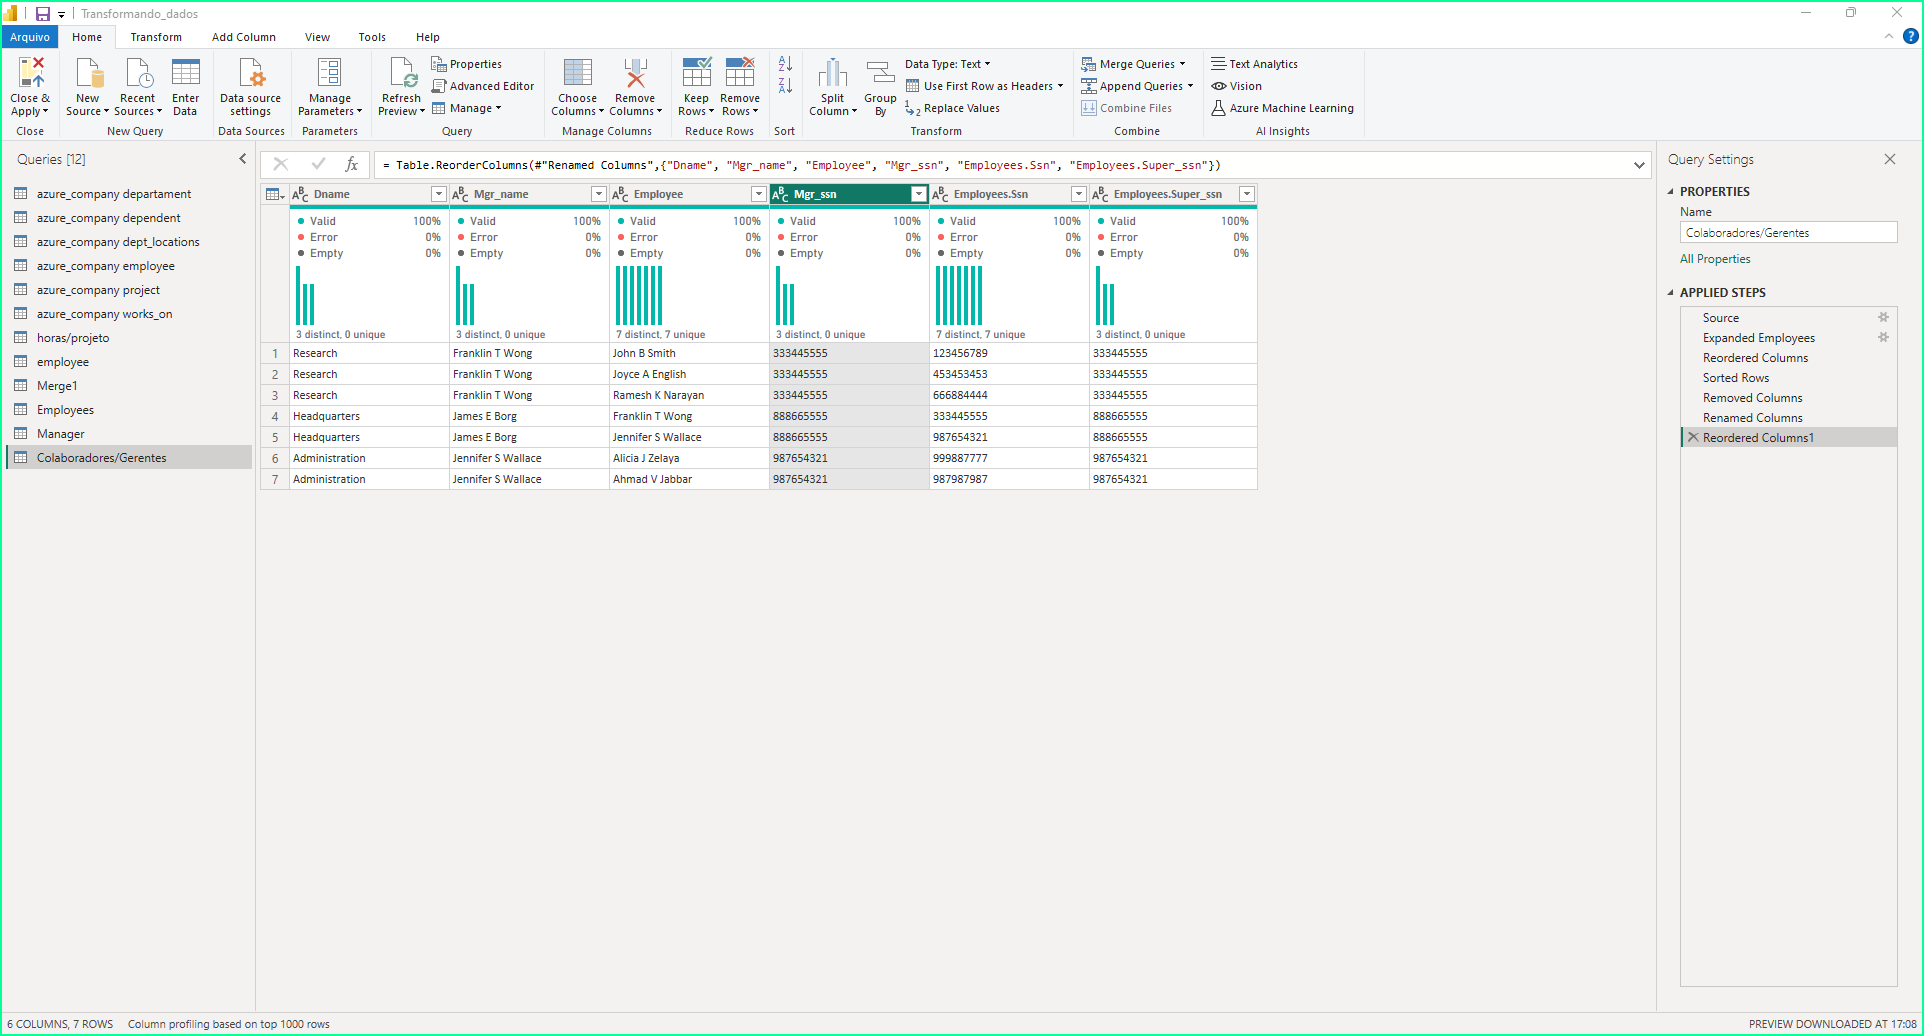 Transformando_dados
Arquivo Home Transform Add Column View Tools Help
Close & Apply
New Source
Recent Sources
Enter Data
Data source settings
Manage Parameters
Refresh Preview
Properties
Advanced Editor
Manage
Choose Columns
Remove Columns
Keep Rows
Remove Rows
Split Column
Group By
Data Type: Text
Use First Row as Headers
Replace Values
Merge Queries
Append Queries
Combine Files
Text Analytics
Vision
Azure Machine Learning
Close New Query Data Sources Parameters Query Manage Columns Reduce Rows Sort Transform Combine AI Insights
Queries [12]
azure_company departament
azure_company dependent
azure_company dept_locations
azure_company employee
azure_company project
azure_company works_on
horas/projeto
employee
Merge1
Employees
Manager
Colaboradores/Gerentes
fx = Table.ReorderColumns(#"Renamed Columns",{"Dname", "Mgr_name", "Employee", "Mgr_ssn", "Employees.Ssn", "Employees.Super_ssn"})
ABC Dname ABC Mgr_name ABC Employee ABC Mgr_ssn ABC Employees.Ssn ABC Employees.Super_ssn
Valid 100% Valid 100% Valid 100% Valid 100% Valid 100% Valid 100%
Error 0% Error 0% Error 0% Error 0% Error 0% Error 0%
Empty 0% Empty 0% Empty 0% Empty 0% Empty 0% Empty 0%
3 distinct, 0 unique 3 distinct, 0 unique 7 distinct, 7 unique 3 distinct, 0 unique 7 distinct, 7 unique 3 distinct, 0 unique
1 Research Franklin T Wong John B Smith 333445555 123456789 333445555
2 Research Franklin T Wong Joyce A English 333445555 453453453 333445555
3 Research Franklin T Wong Ramesh K Narayan 333445555 666884444 333445555
4 Headquarters James E Borg Franklin T Wong 888665555 333445555 888665555
5 Headquarters James E Borg Jennifer S Wallace 888665555 987654321 888665555
6 Administration Jennifer S Wallace Alicia J Zelaya 987654321 999887777 987654321
7 Administration Jennifer S Wallace Ahmad V Jabbar 987654321 987987987 987654321
Query Settings
PROPERTIES
Name
Colaboradores/Gerentes
All Properties
APPLIED STEPS
Source
Expanded Employees
Reordered Columns
Sorted Rows
Removed Columns
Renamed Columns
Reordered Columns1
6 COLUMNS, 7 ROWS Column profiling based on top 1000 rows PREVIEW DOWNLOADED AT 17:08